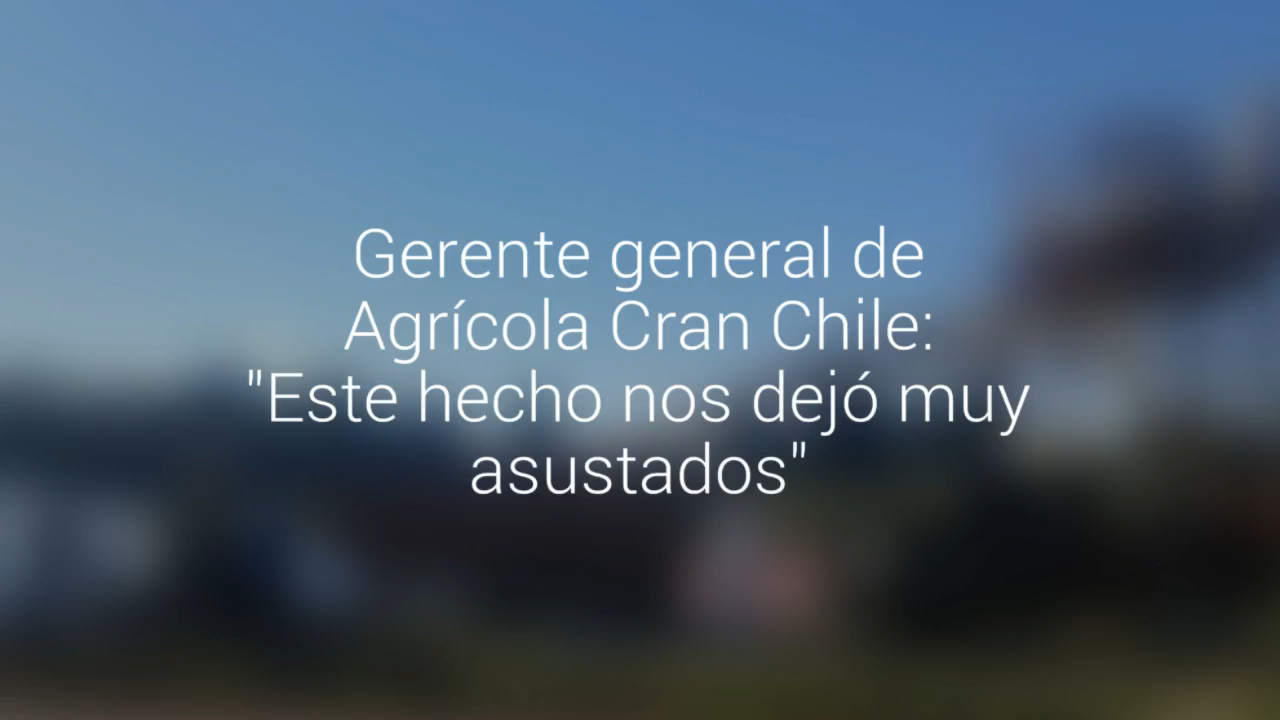 Gerente general de
Agrícola Cran Chile:
"Este hecho nos dejó muy
asustados"